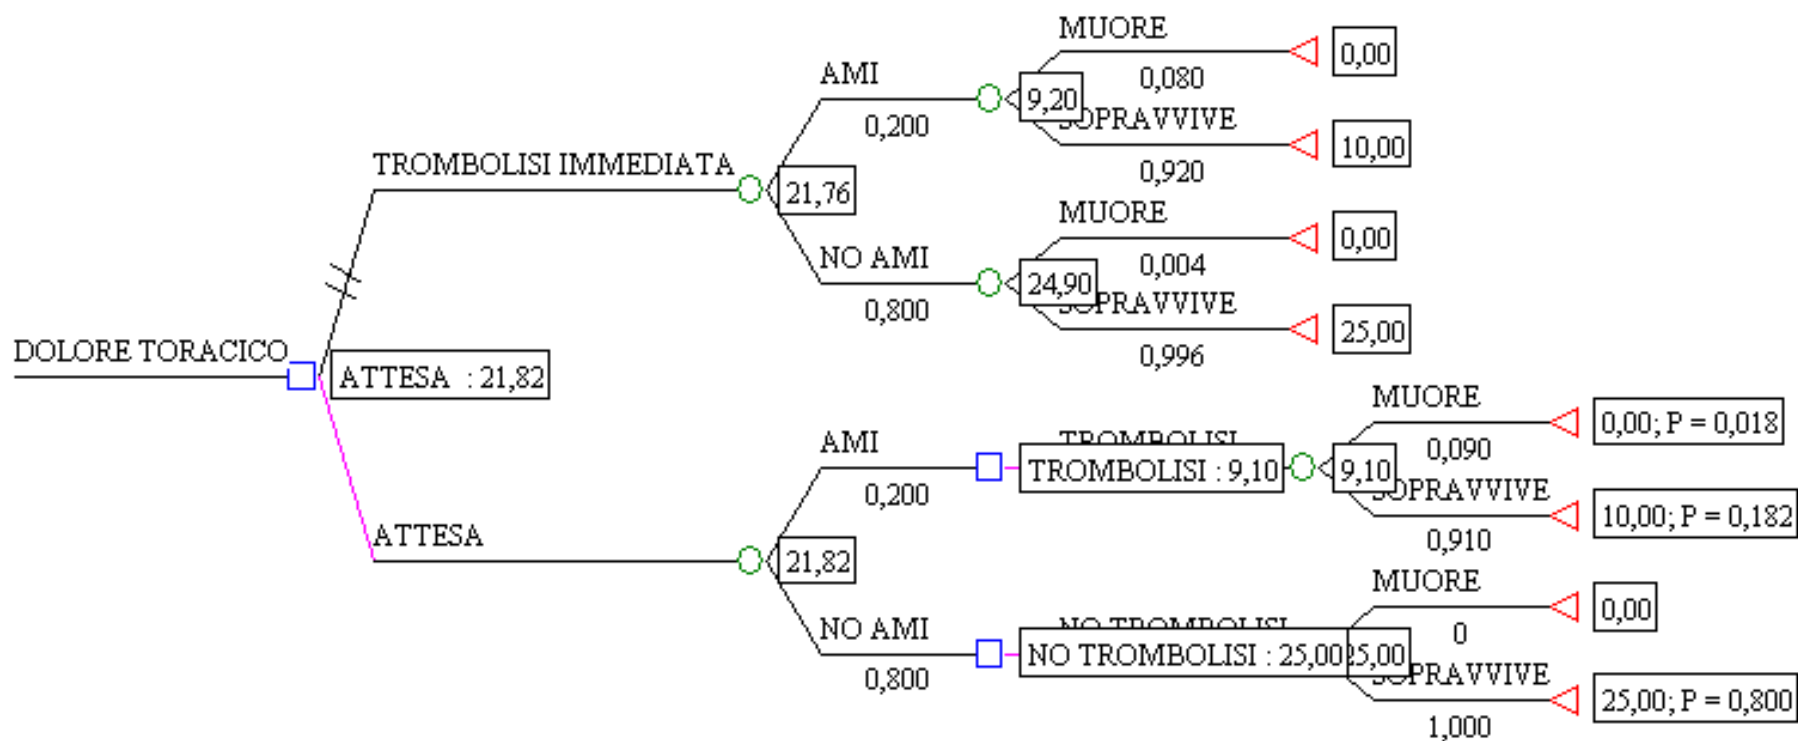 MUORE
0,00
0,080
AMI
0,200
9,20
SOPRAVVIVE
10,00
0,920
TROMBOLISI IMMEDIATA
21,76
MUORE
0,00
0,004
NO AMI
0,800
24,90
SOPRAVVIVE
25,00
0,996
DOLORE TORACICO
ATTESA : 21,82
MUORE
0,00; P = 0,018
0,090
AMI
0,200
TROMBOLISI
TROMBOLISI : 9,10
9,10
SOPRAVVIVE
10,00; P = 0,182
0,910
ATTESA
21,82
MUORE
0,00
0
NO AMI
0,800
NO TROMBOLISI
NO TROMBOLISI : 25,00
25,00
SOPRAVVIVE
25,00; P = 0,800
1,000